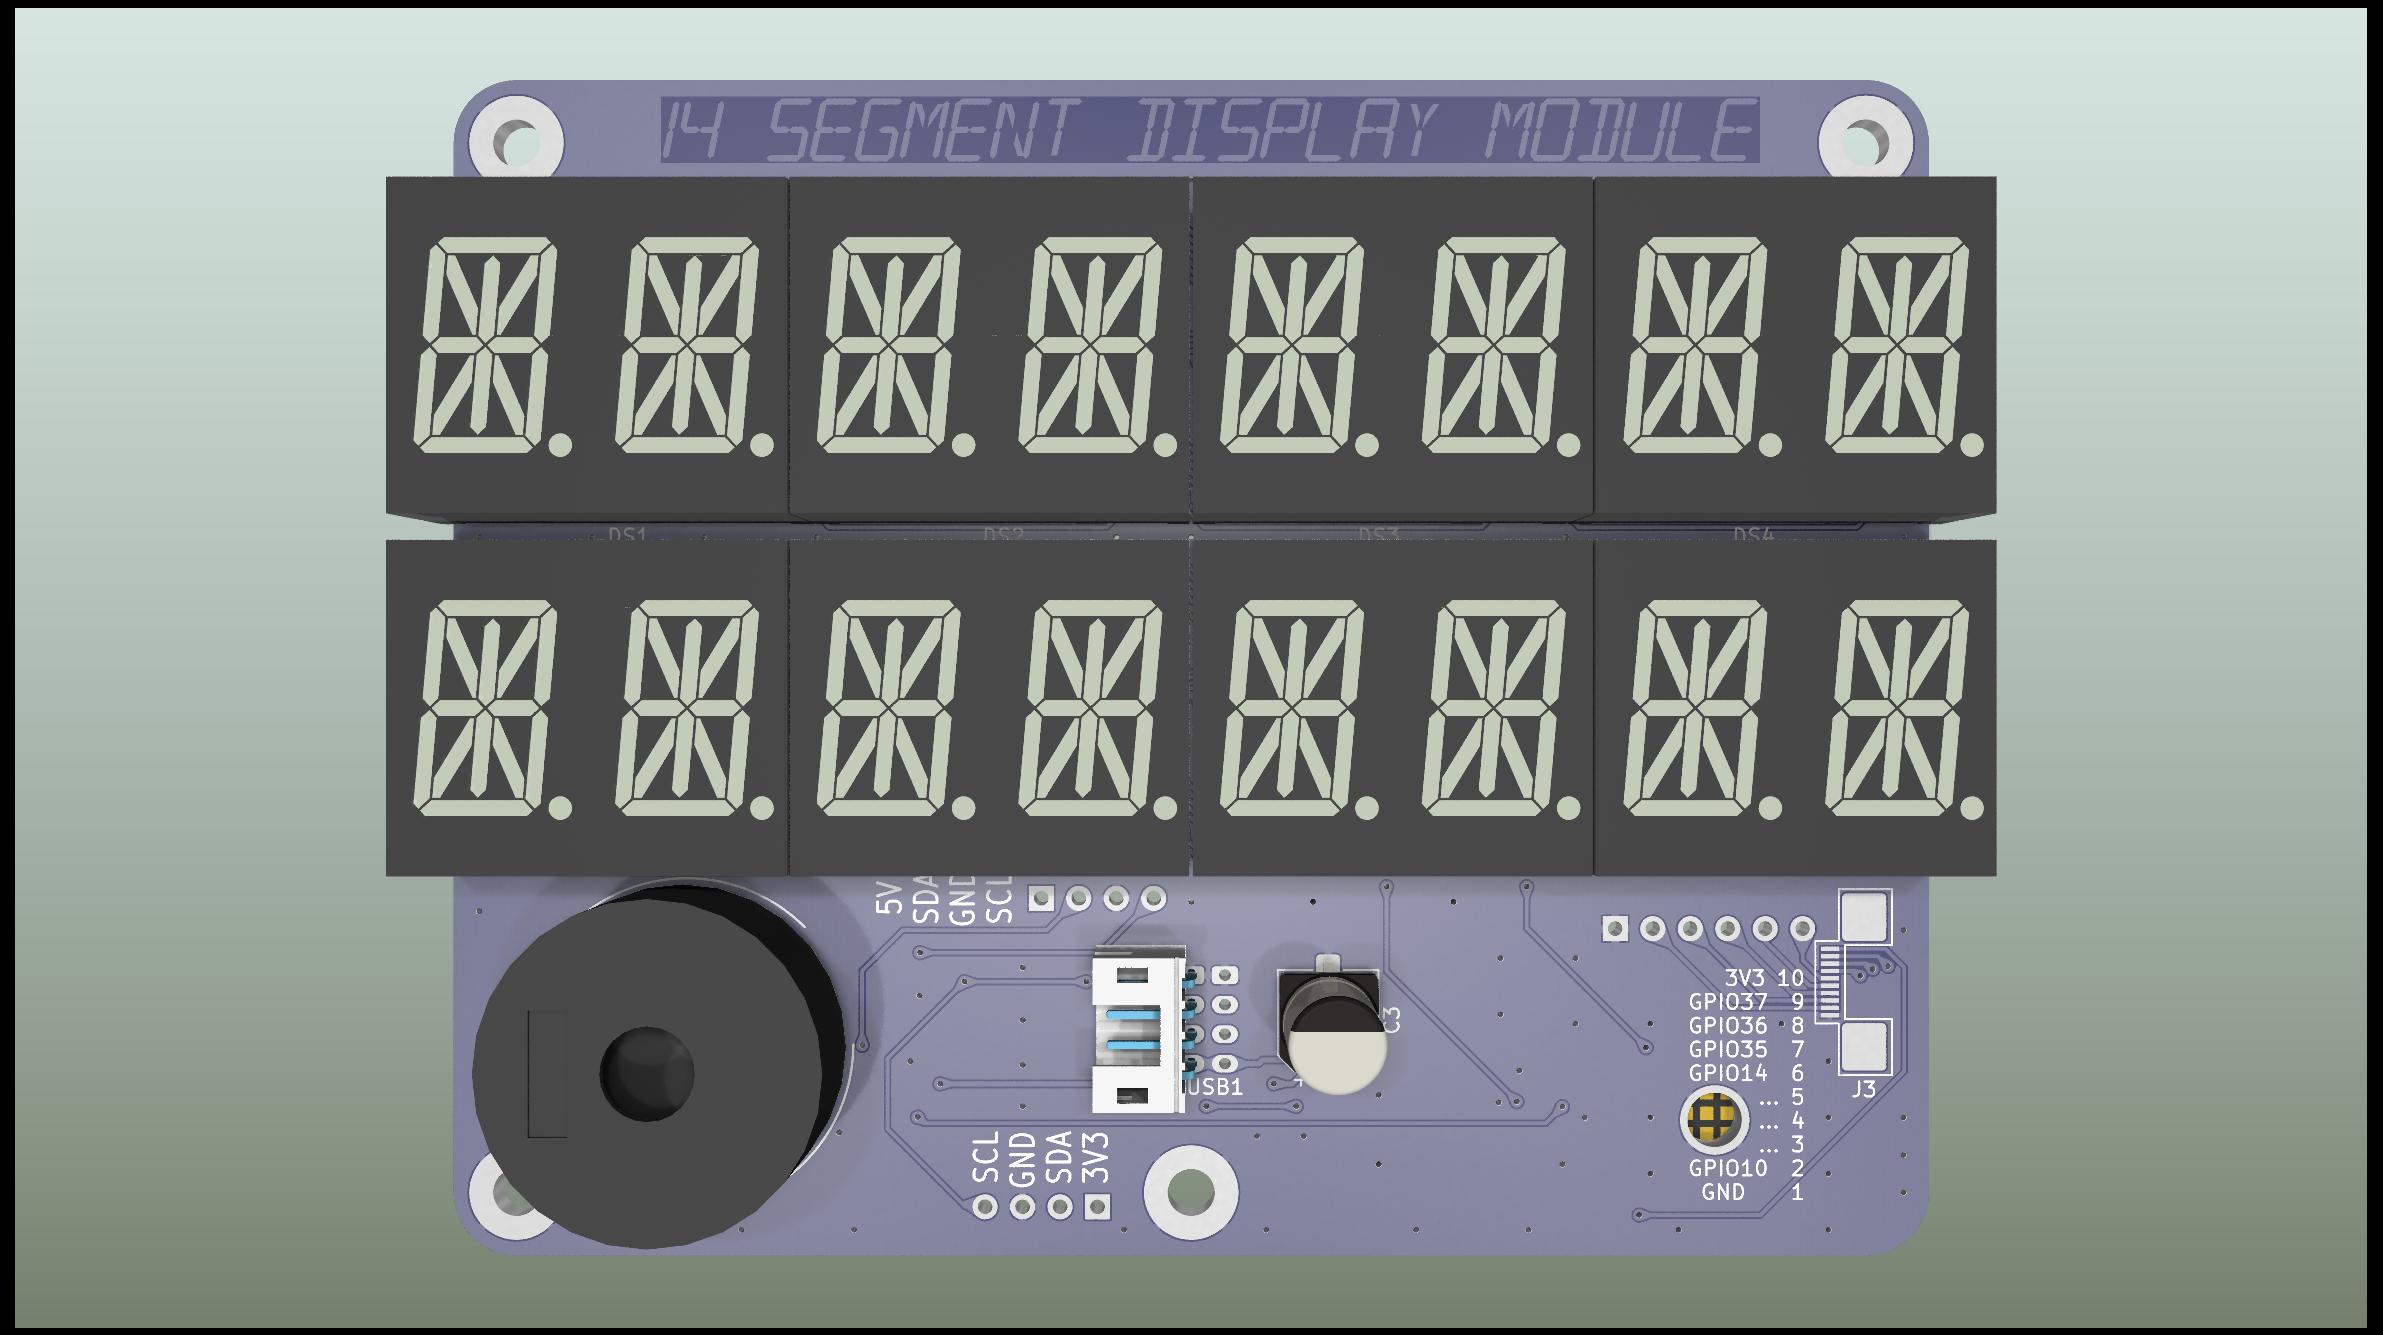 14 SEGMENT DISPLAY MODULE
DS1 DS2 DS3 DS4
5V
SDA
GND
SCL
3V3 10
GPIO37 9
GPIO36 8
GPIO35 7
GPIO14 6
... 5
... 4
... 3
GPIO10 2
GND 1
J3
C3
USB1
SCL
GND
SDA
3V3